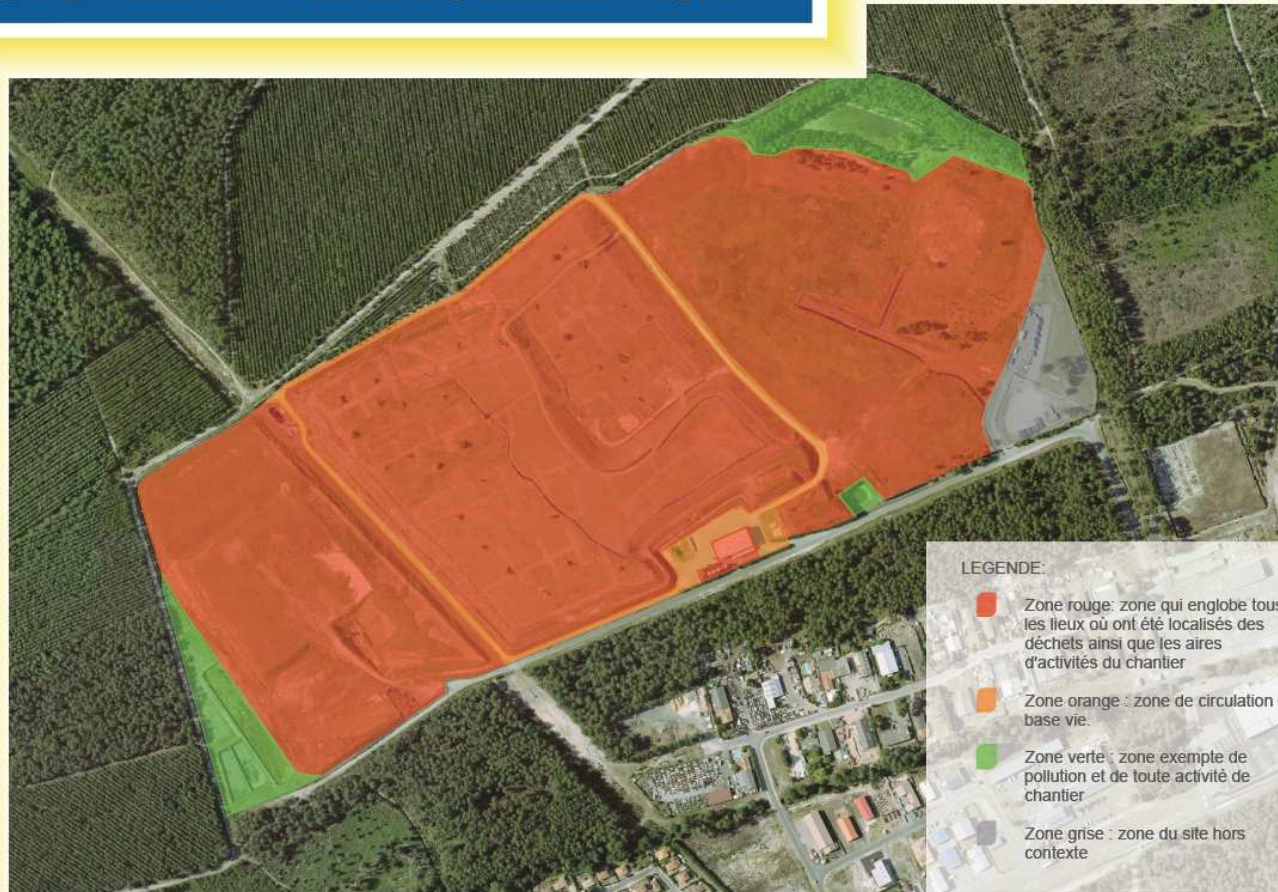 LEGENDE:
Zone rouge: zone qui englobe tous
les lieux où ont été localisés des
déchets ainsi que les aires
d'activités du chantier
Zone orange : zone de circulation
base vie.
Zone verte : zone exempte de
pollution et de toute activité de
chantier
Zone grise : zone du site hors
contexte